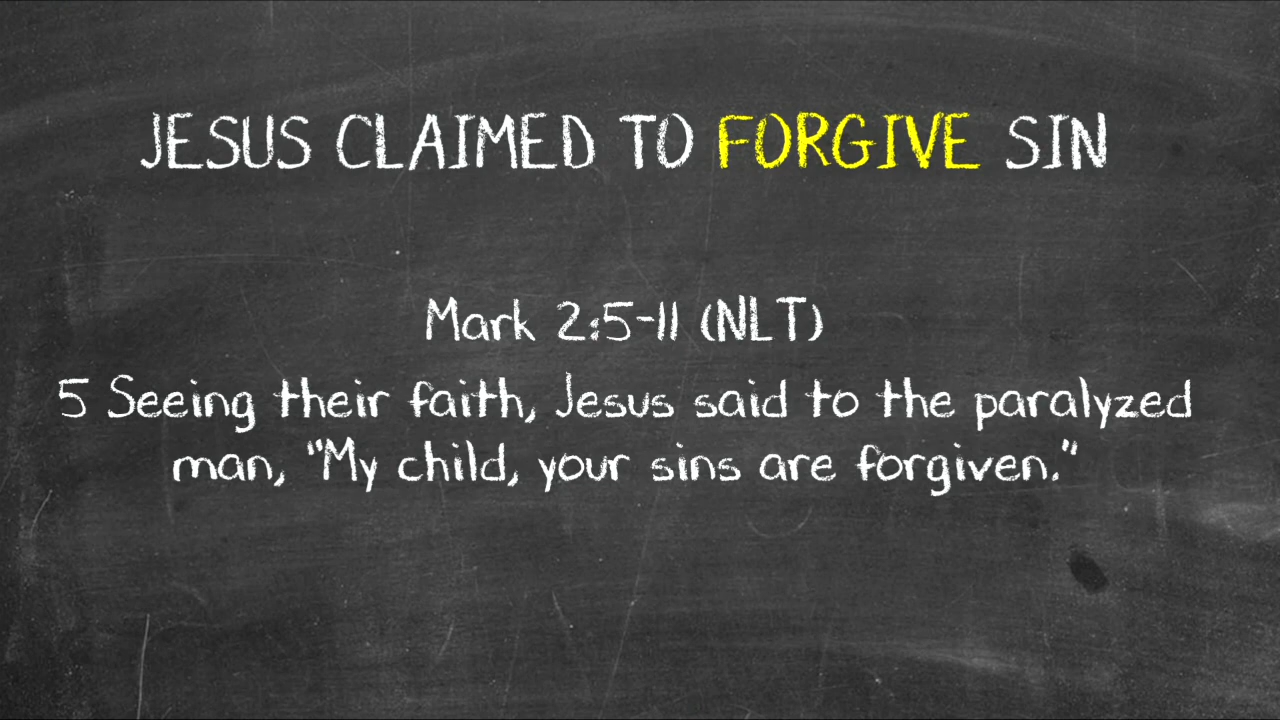 JESUS CLAIMED TO FORGIVE SIN
Mark 2:5-11 (NLT)
5 Seeing their faith, Jesus said to the paralyzed
man, "My child, your sins are forgiven."